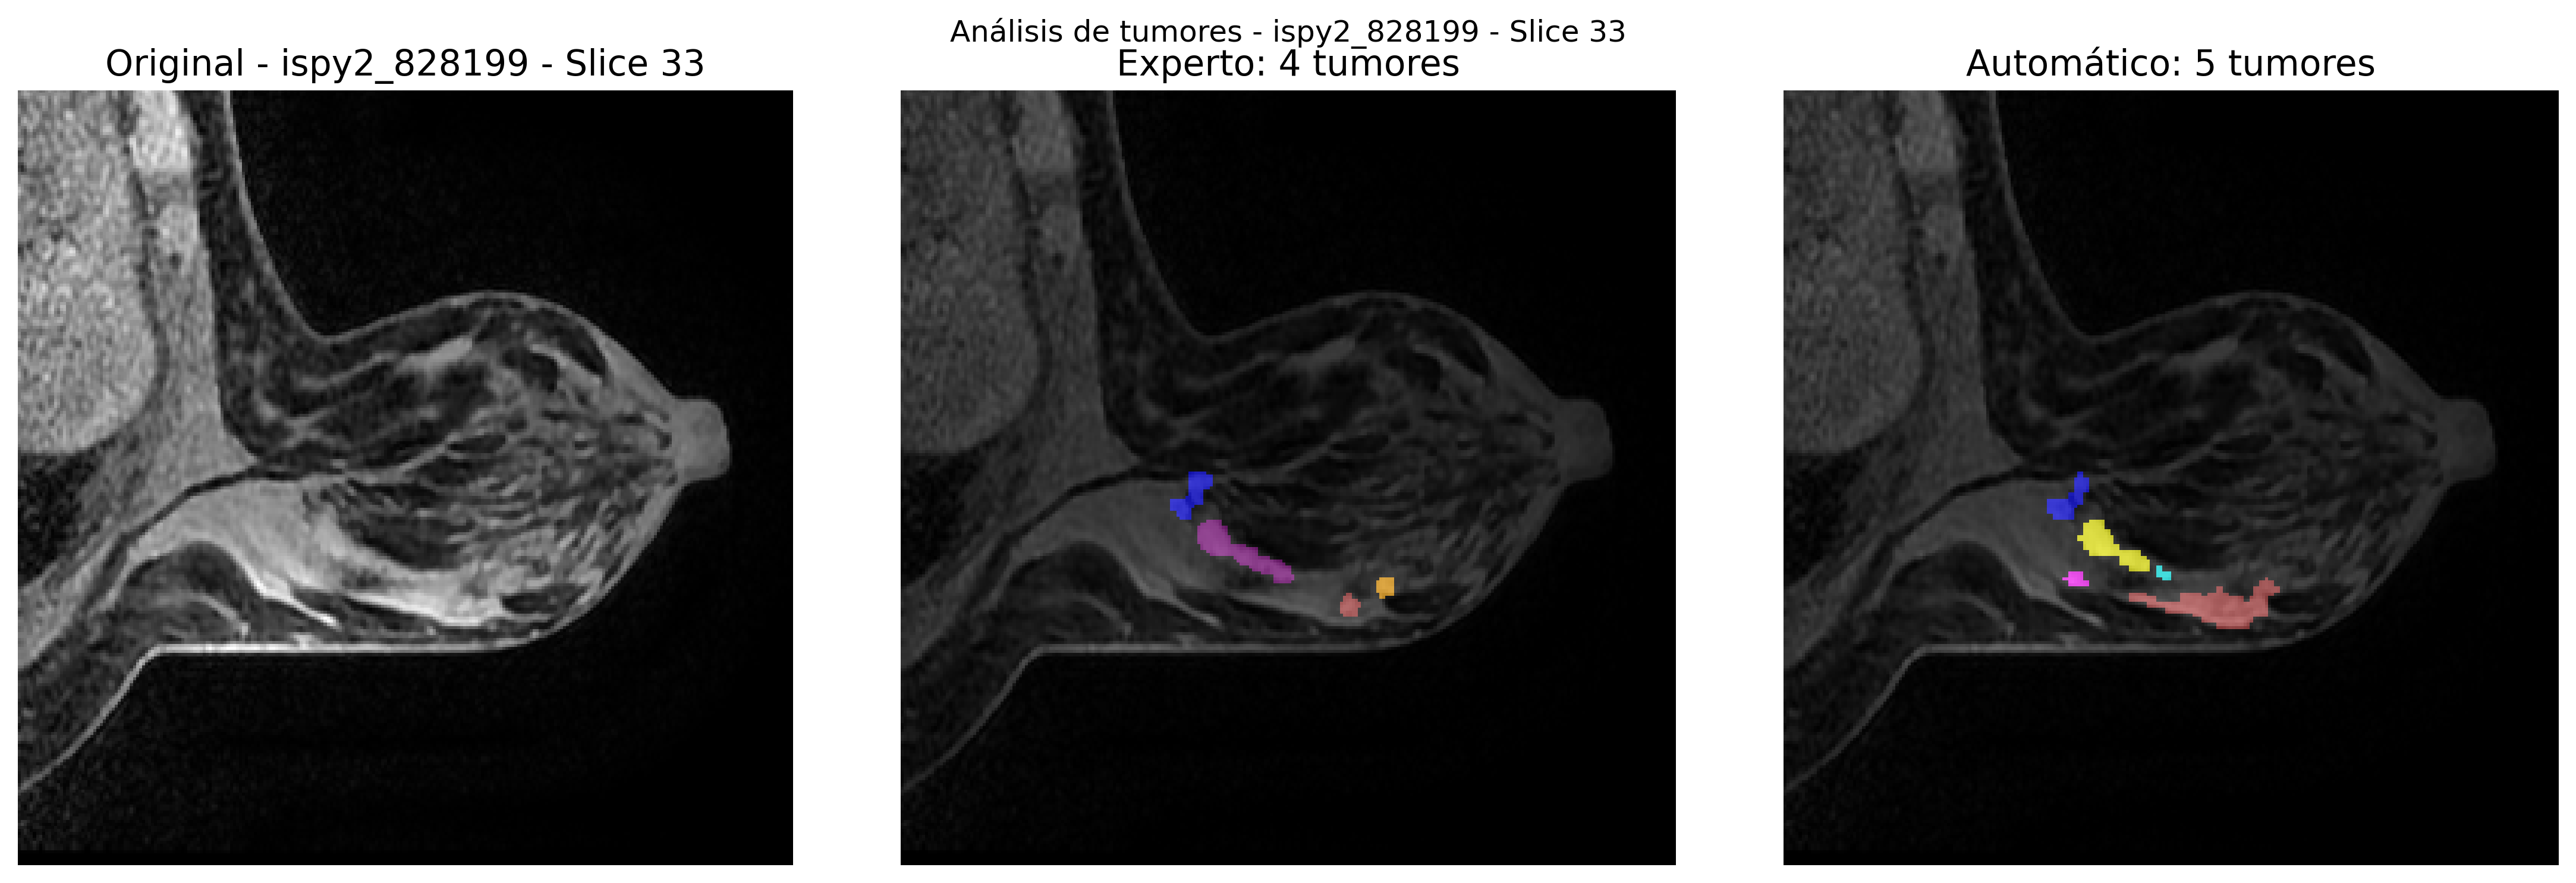 Análisis de tumores - ispy2_828199 - Slice 33
Original - ispy2_828199 - Slice 33
Experto: 4 tumores
Automático: 5 tumores